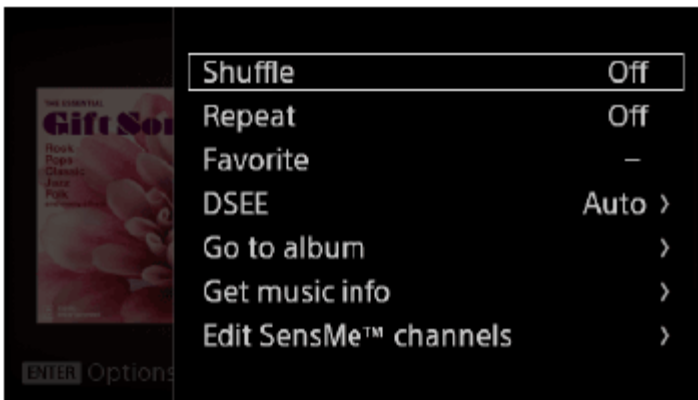 THE ESSENTIAL
Gift Son
Rock
Pops
Classic
Jazz
Folk
ENTER Options
Shuffle Off
Repeat Off
Favorite –
DSEE Auto >
Go to album >
Get music info >
Edit SensMe™ channels >